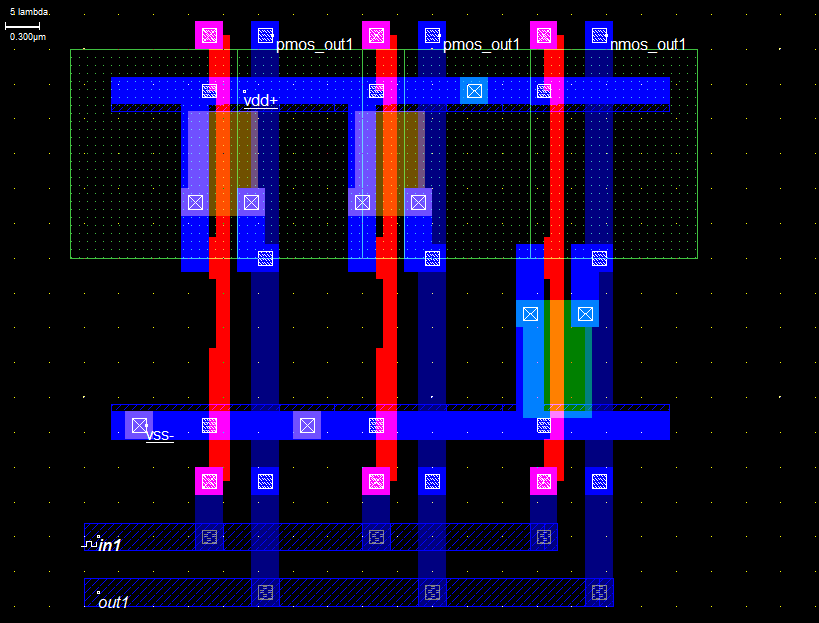 5 lambda.
0.300µm
pmos_out1
pmos_out1
nmos_out1
vdd+
vss-
in1
out1